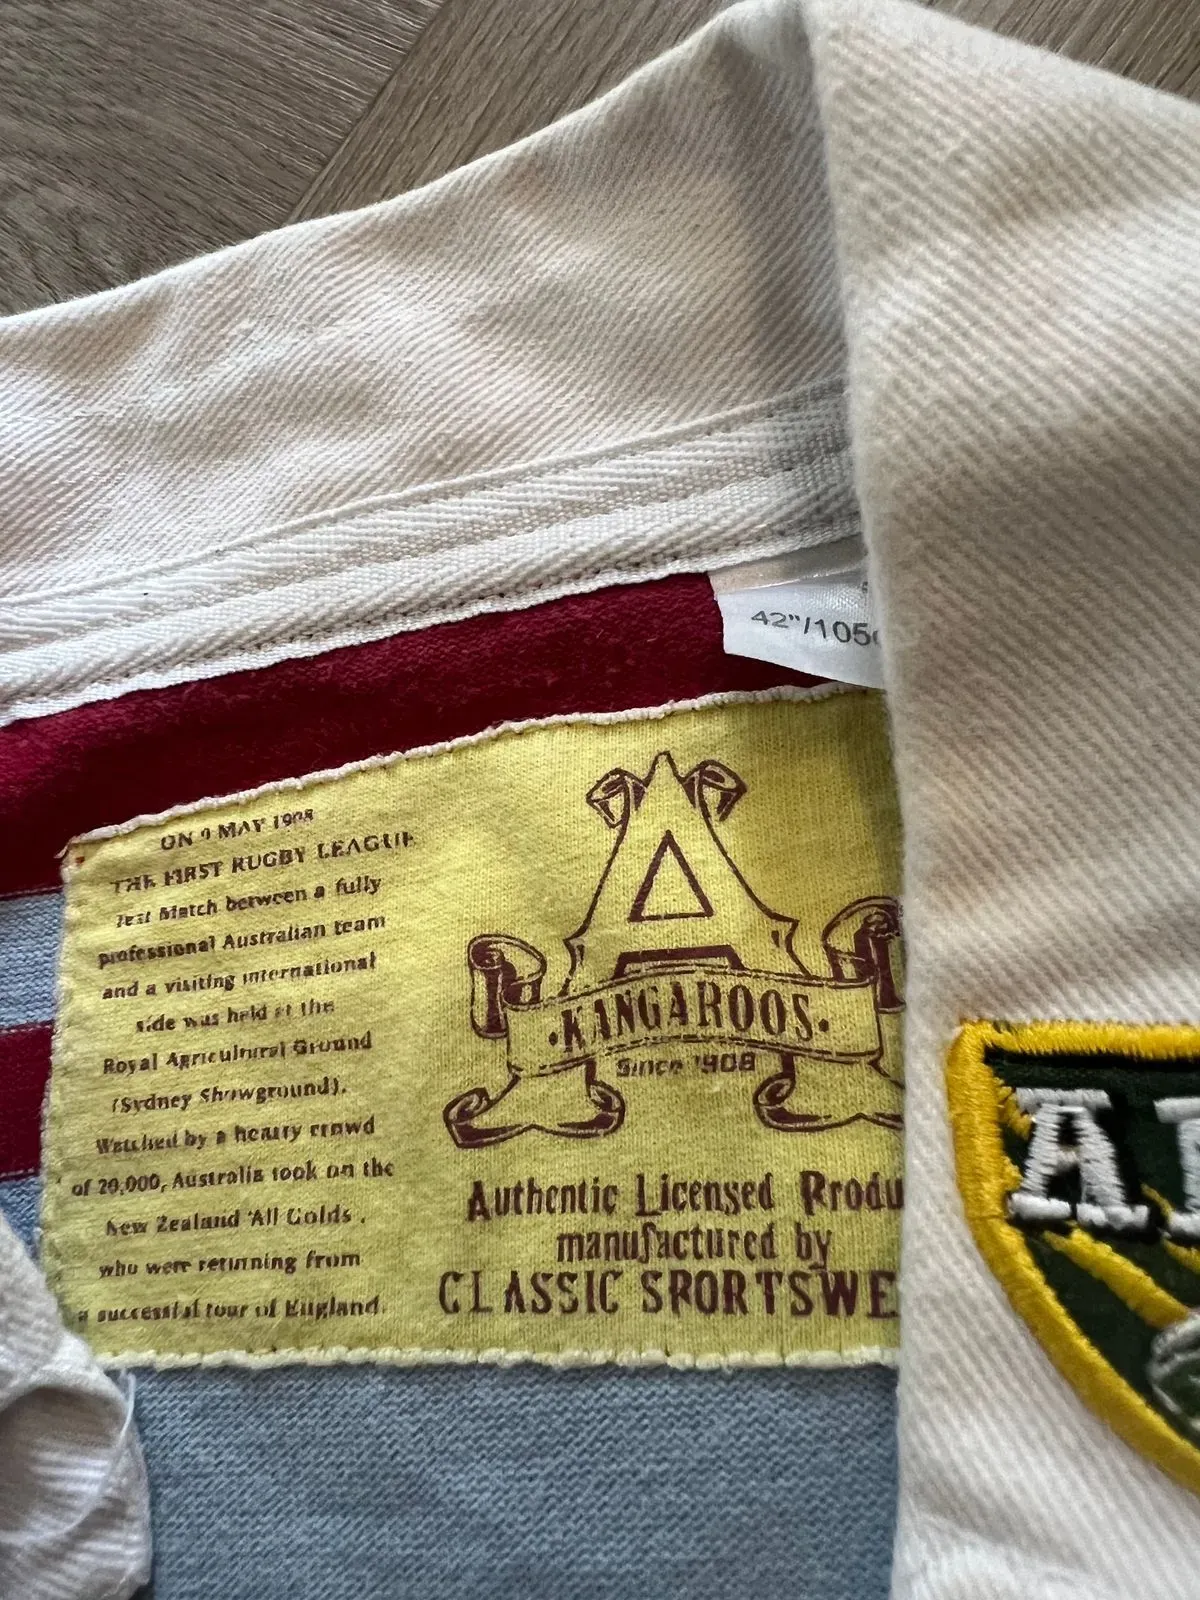 42"/105
ON 9 MAY 1908
THE FIRST RUGBY LEAGUE
Test Match between a fully
professional Australian team
and a visiting international
side was held at the
Royal Agricultural Ground
(Sydney Showground).
Watched by a hearty crowd
of 20,000, Australia took on the
New Zealand 'All Golds',
who were returning from
a successful tour of England.
A
·KANGAROOS·
Since 1908
Authentic Licensed Produ
manufactured by
CLASSIC SPORTSWE
A